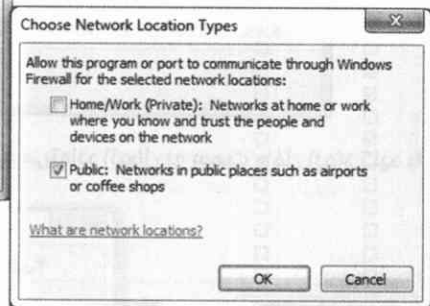 Choose Network Location Types
Allow this program or port to communicate through Windows
Firewall for the selected network locations:
Home/Work (Private): Networks at home or work
where you know and trust the people and
devices on the network
Public: Networks in public places such as airports
or coffee shops
What are network locations?
OK Cancel